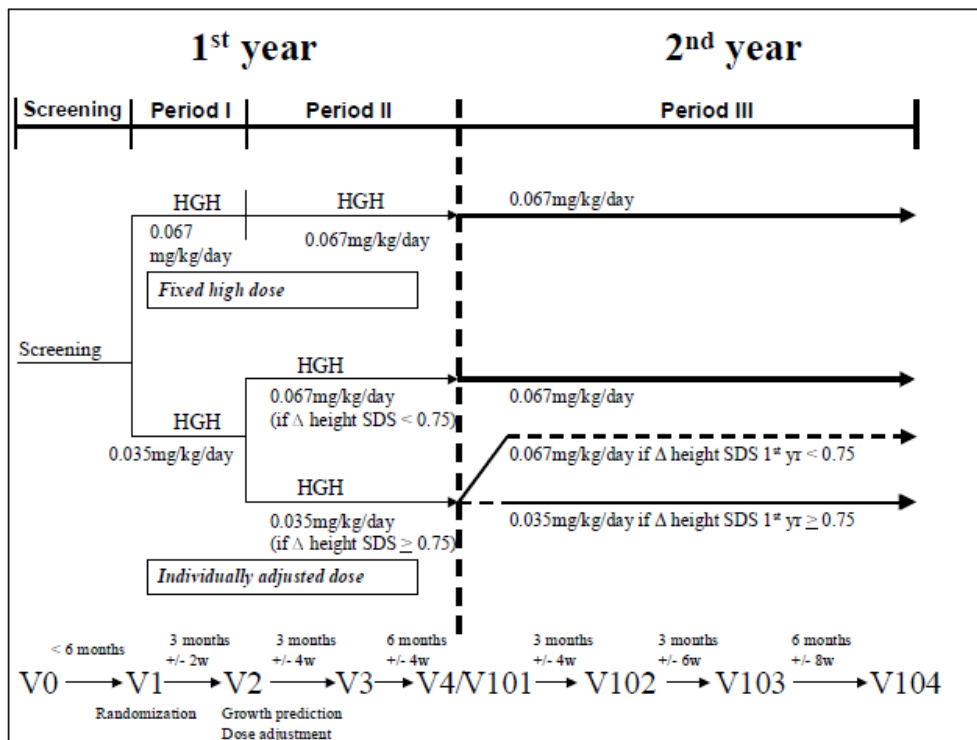 1st year
2nd year
Screening
Period I
Period II
Period III
HGH
HGH
0.067mg/kg/day
0.067
mg/kg/day
0.067mg/kg/day
Fixed high dose
Screening
HGH
0.067mg/kg/day
(if Δ height SDS < 0.75)
0.067mg/kg/day
HGH
0.035mg/kg/day
0.067mg/kg/day if Δ height SDS 1st yr < 0.75
HGH
0.035mg/kg/day
(if Δ height SDS ≥ 0.75)
0.035mg/kg/day if Δ height SDS 1st yr ≥ 0.75
Individually adjusted dose
< 6 months
3 months
+/- 2w
3 months
+/- 4w
6 months
+/- 4w
3 months
+/- 4w
3 months
+/- 6w
6 months
+/- 8w
V0
V1
V2
V3
V4/V101
V102
V103
V104
Randomization
Growth prediction
Dose adjustment